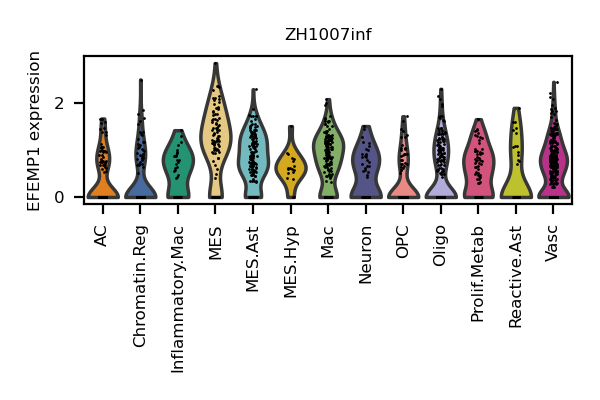 ZH1007inf
EFEMP1 expression
2
0
AC
Chromatin.Reg
Inflammatory.Mac
MES
MES.Ast
MES.Hyp
Mac
Neuron
OPC
Oligo
Prolif.Metab
Reactive.Ast
Vasc